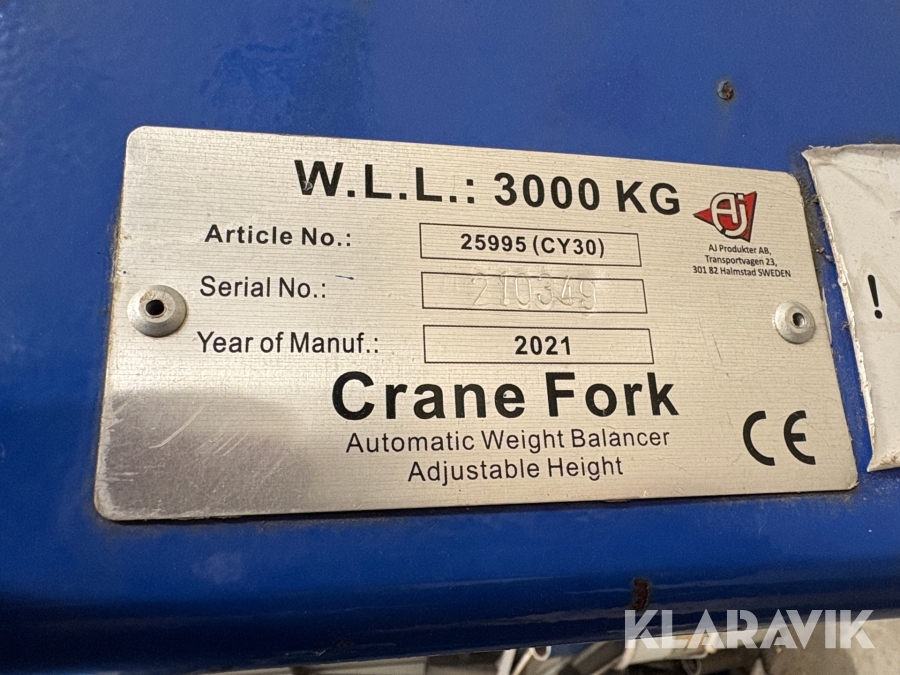 W.L.L.: 3000 KG
AJ
AJ Produkter AB,
Transportvagen 23,
301 82 Halmstad SWEDEN
Article No.: 25995 (CY30)
Serial No.: 210349
Year of Manuf.: 2021
Crane Fork
Automatic Weight Balancer
Adjustable Height
CE
!
KLARAVIK